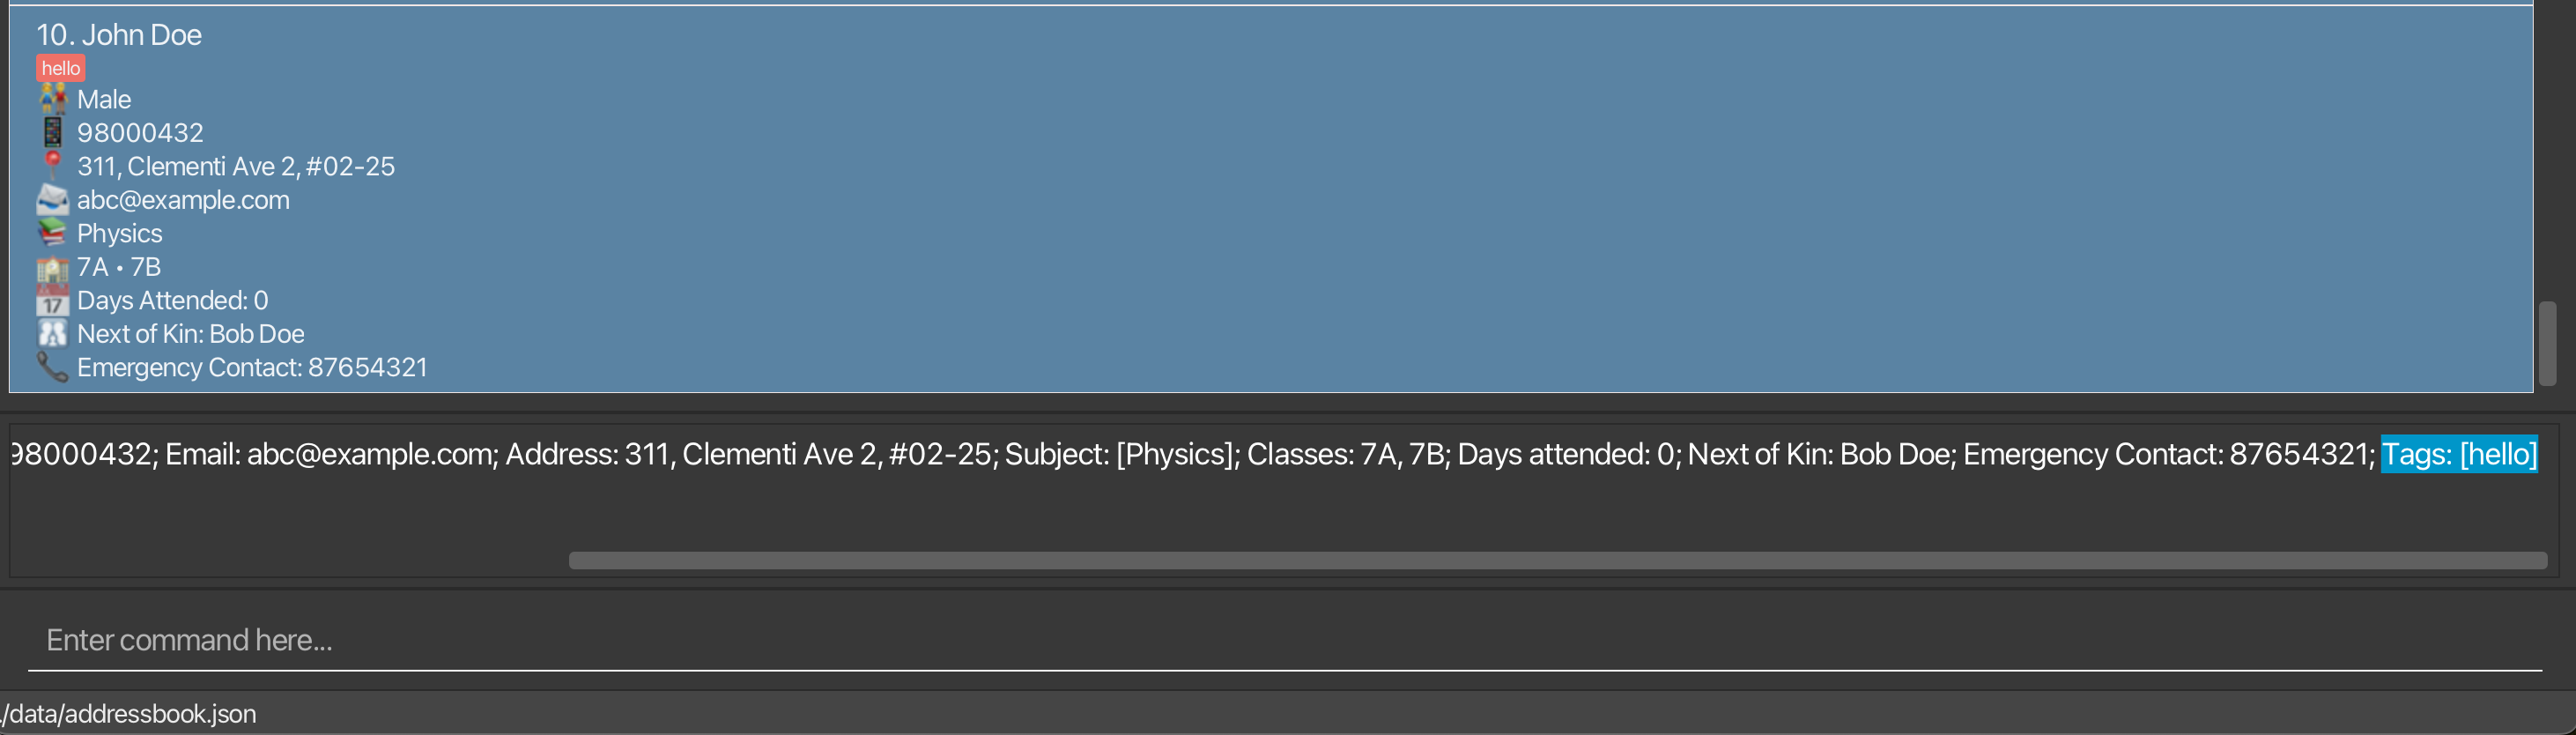 10. John Doe
hello
Male
98000432
311, Clementi Ave 2, #02-25
abc@example.com
Physics
7A • 7B
17 Days Attended: 0
Next of Kin: Bob Doe
Emergency Contact: 87654321
98000432; Email: abc@example.com; Address: 311, Clementi Ave 2, #02-25; Subject: [Physics]; Classes: 7A, 7B; Days attended: 0; Next of Kin: Bob Doe; Emergency Contact: 87654321; Tags: [hello]
Enter command here...
./data/addressbook.json